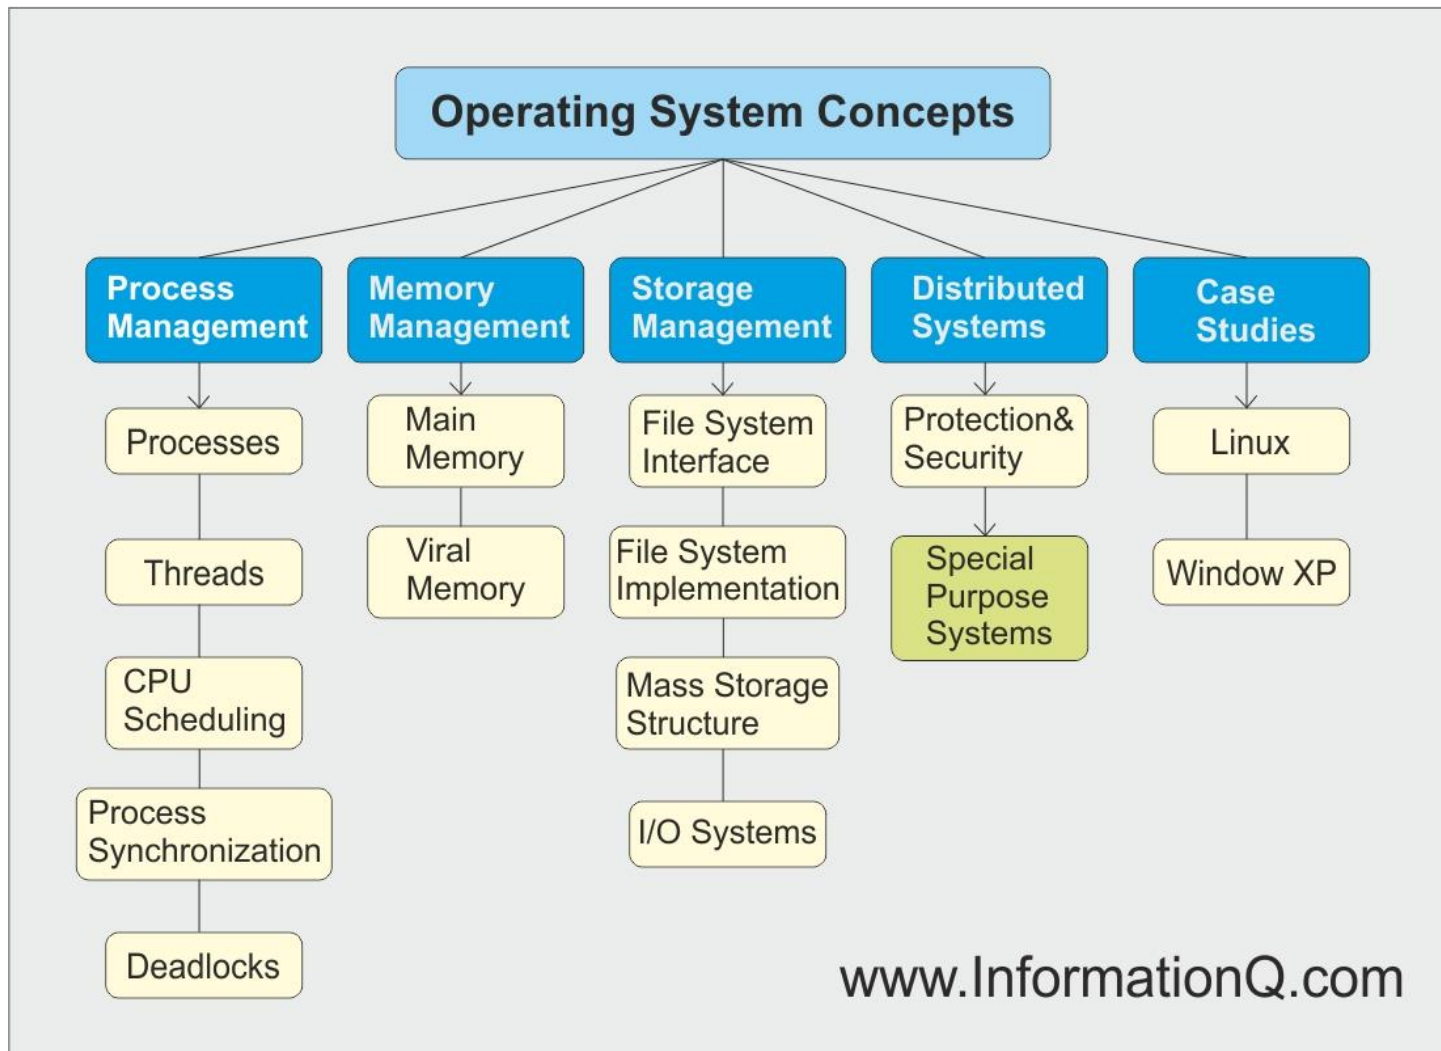 Operating System Concepts
Process
Management
Memory
Management
Storage
Management
Distributed
Systems
Case
Studies
Processes
Threads
CPU
Scheduling
Process
Synchronization
Deadlocks
Main
Memory
Viral
Memory
File System
Interface
File System
Implementation
Mass Storage
Structure
I/O Systems
Protection&
Security
Special
Purpose
Systems
Linux
Window XP
www.InformationQ.com